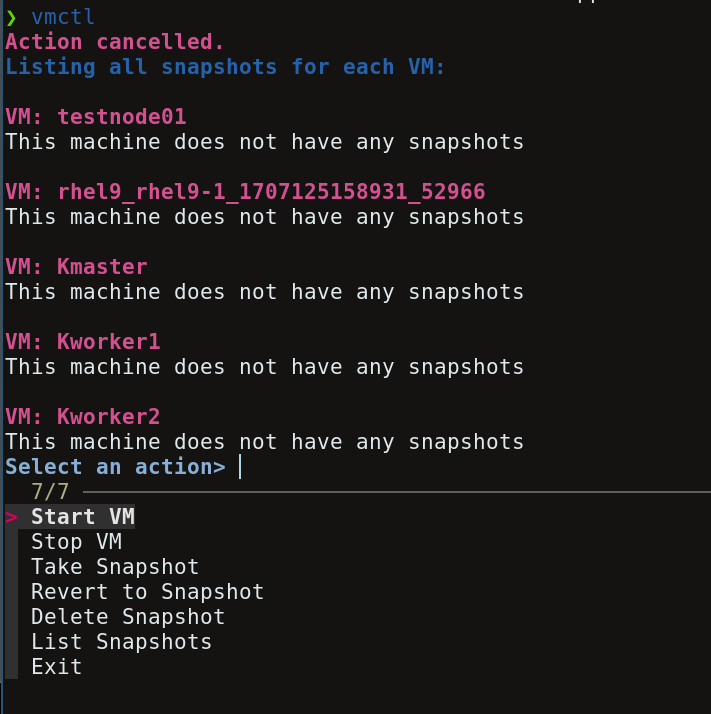 ❯ vmctl
Action cancelled.
Listing all snapshots for each VM:
VM: testnode01
This machine does not have any snapshots
VM: rhel9_rhel9-1_1707125158931_52966
This machine does not have any snapshots
VM: Kmaster
This machine does not have any snapshots
VM: Kworker1
This machine does not have any snapshots
VM: Kworker2
This machine does not have any snapshots
Select an action>
7/7
> Start VM
Stop VM
Take Snapshot
Revert to Snapshot
Delete Snapshot
List Snapshots
Exit